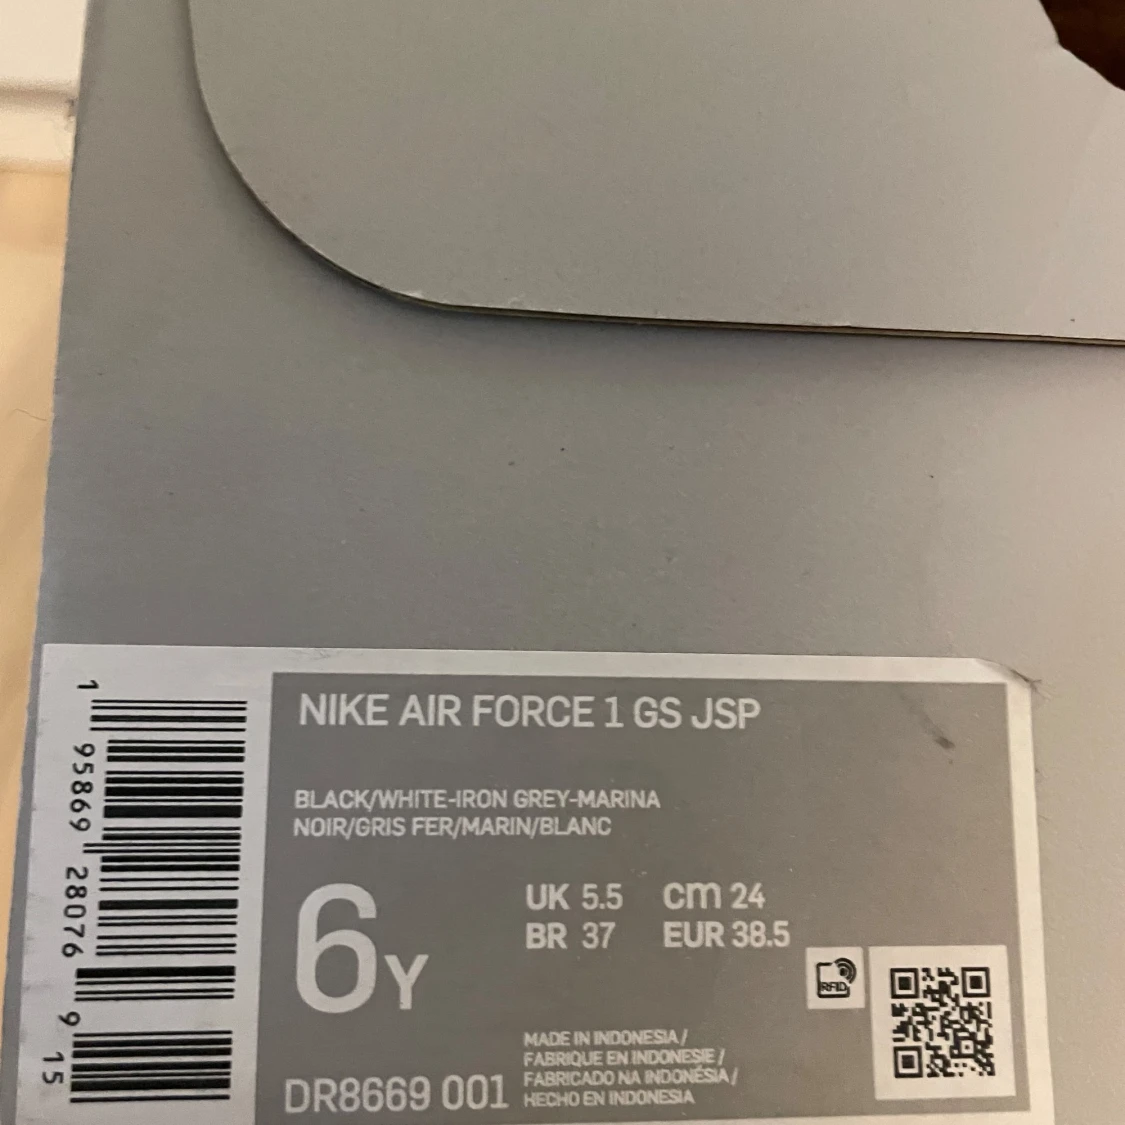 NIKE AIR FORCE 1 GS JSP
BLACK/WHITE-IRON GREY-MARINA
NOIR/GRIS FER/MARIN/BLANC
6Y
UK 5.5 cm 24
BR 37 EUR 38.5
RFID
MADE IN INDONESIA /
FABRIQUE EN INDONESIE /
FABRICADO NA INDONÉSIA /
HECHO EN INDONESIA
DR8669 001
1 95869 28076 9 15